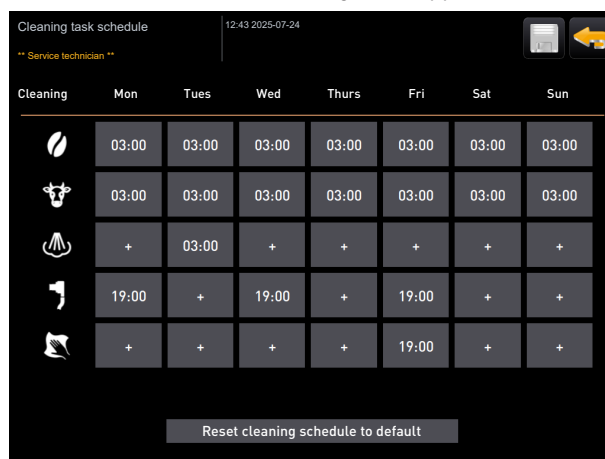 Cleaning task schedule 12:43 2025-07-24
** Service technician **
Cleaning Mon Tues Wed Thurs Fri Sat Sun
03:00 03:00 03:00 03:00 03:00 03:00 03:00
03:00 03:00 03:00 03:00 03:00 03:00 03:00
+ 03:00 + + + + +
19:00 + 19:00 + 19:00 + +
+ + + + 19:00 + +
Reset cleaning schedule to default